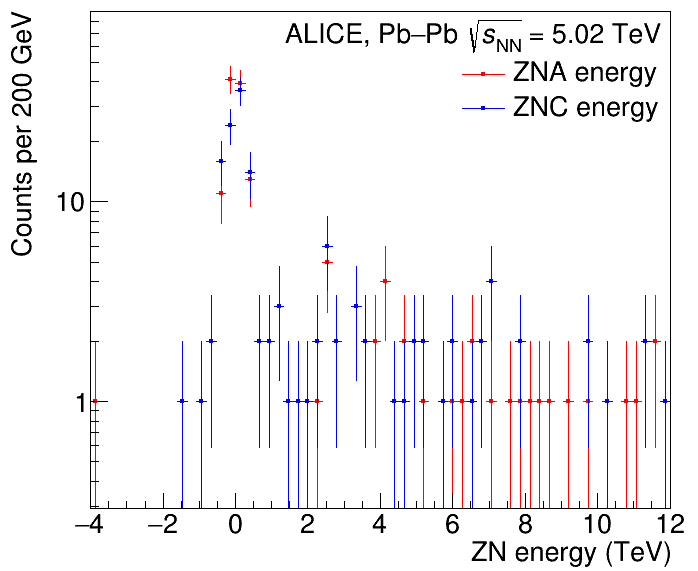 ALICE, Pb–Pb √sNN = 5.02 TeV
ZNA energy
ZNC energy
Counts per 200 GeV
10
1
−4 −2 0 2 4 6 8 10 12
ZN energy (TeV)